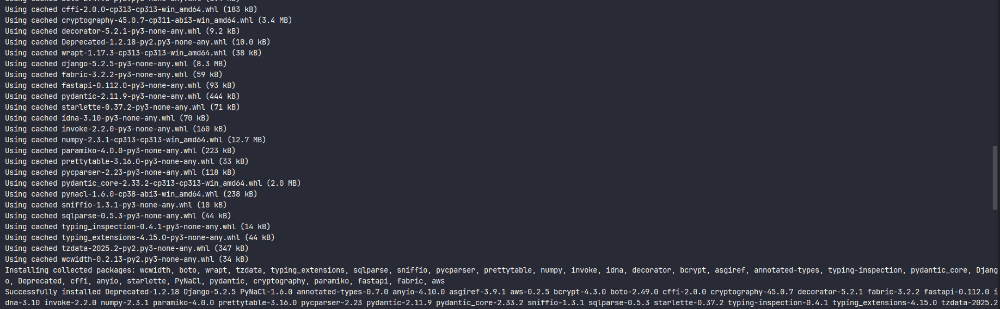 Using cached boto-2.49.0-py2.py3-none-any.whl (1.4 MB)
Using cached cffi-2.0.0-cp313-cp313-win_amd64.whl (183 kB)
Using cached cryptography-45.0.7-cp311-abi3-win_amd64.whl (3.4 MB)
Using cached decorator-5.2.1-py3-none-any.whl (9.2 kB)
Using cached Deprecated-1.2.18-py2.py3-none-any.whl (10.0 kB)
Using cached wrapt-1.17.3-cp313-cp313-win_amd64.whl (38 kB)
Using cached django-5.2.5-py3-none-any.whl (8.3 MB)
Using cached fabric-3.2.2-py3-none-any.whl (59 kB)
Using cached fastapi-0.112.0-py3-none-any.whl (93 kB)
Using cached pydantic-2.11.9-py3-none-any.whl (444 kB)
Using cached starlette-0.37.2-py3-none-any.whl (71 kB)
Using cached idna-3.10-py3-none-any.whl (70 kB)
Using cached invoke-2.2.0-py3-none-any.whl (160 kB)
Using cached numpy-2.3.1-cp313-cp313-win_amd64.whl (12.7 MB)
Using cached paramiko-4.0.0-py3-none-any.whl (223 kB)
Using cached prettytable-3.16.0-py3-none-any.whl (33 kB)
Using cached pycparser-2.23-py3-none-any.whl (118 kB)
Using cached pydantic_core-2.33.2-cp313-cp313-win_amd64.whl (2.0 MB)
Using cached pynacl-1.6.0-cp38-abi3-win_amd64.whl (238 kB)
Using cached sniffio-1.3.1-py3-none-any.whl (10 kB)
Using cached sqlparse-0.5.3-py3-none-any.whl (44 kB)
Using cached typing_inspection-0.4.1-py3-none-any.whl (14 kB)
Using cached typing_extensions-4.15.0-py3-none-any.whl (44 kB)
Using cached tzdata-2025.2-py2.py3-none-any.whl (347 kB)
Using cached wcwidth-0.2.13-py2.py3-none-any.whl (34 kB)
Installing collected packages: wcwidth, boto, wrapt, tzdata, typing_extensions, sqlparse, sniffio, pycparser, prettytable, numpy, invoke, idna, decorator, bcrypt, asgiref, annotated-types, typing-inspection, pydantic_core, Djang
o, Deprecated, cffi, anyio, starlette, PyNaCl, pydantic, cryptography, paramiko, fastapi, fabric, aws
Successfully installed Deprecated-1.2.18 Django-5.2.5 PyNaCl-1.6.0 annotated-types-0.7.0 anyio-4.10.0 asgiref-3.9.1 aws-0.2.5 bcrypt-4.3.0 boto-2.49.0 cffi-2.0.0 cryptography-45.0.7 decorator-5.2.1 fabric-3.2.2 fastapi-0.112.0 i
dna-3.10 invoke-2.2.0 numpy-2.3.1 paramiko-4.0.0 prettytable-3.16.0 pycparser-2.23 pydantic-2.11.9 pydantic_core-2.33.2 sniffio-1.3.1 sqlparse-0.5.3 starlette-0.37.2 typing-inspection-0.4.1 typing_extensions-4.15.0 tzdata-2025.2